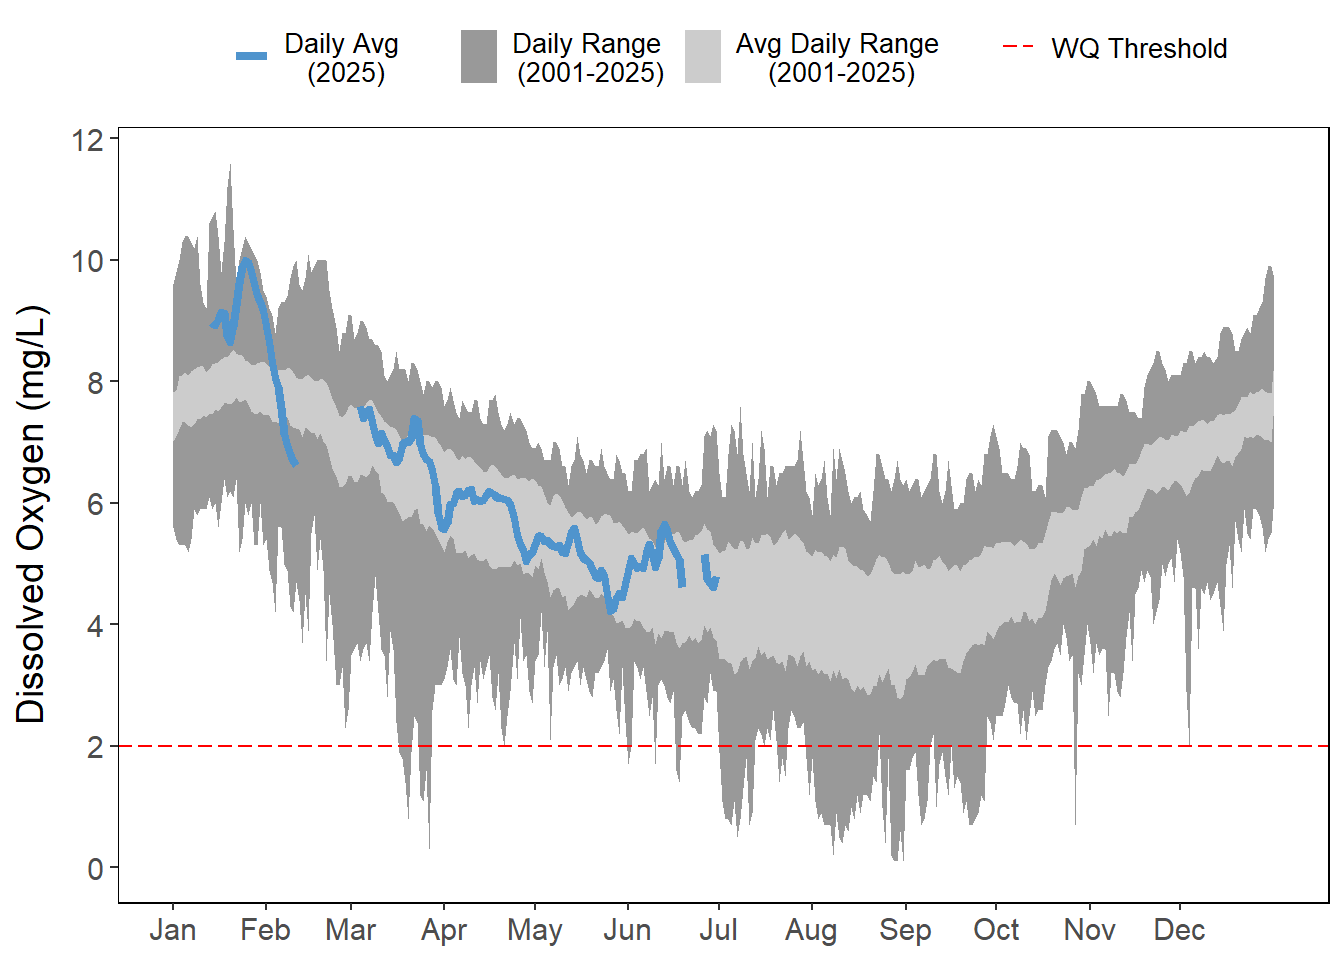 Daily Avg
(2025)
Daily Range
(2001-2025)
Avg Daily Range
(2001-2025)
WQ Threshold
Dissolved Oxygen (mg/L)
12
10
8
6
4
2
0
Jan Feb Mar Apr May Jun Jul Aug Sep Oct Nov Dec